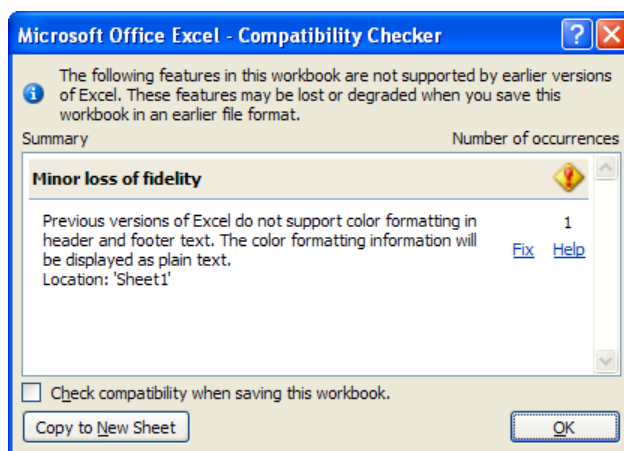 Microsoft Office Excel - Compatibility Checker
The following features in this workbook are not supported by earlier versions
of Excel. These features may be lost or degraded when you save this
workbook in an earlier file format.
Summary Number of occurrences
Minor loss of fidelity
Previous versions of Excel do not support color formatting in 1
header and footer text. The color formatting information will Fix Help
be displayed as plain text.
Location: 'Sheet1'
Check compatibility when saving this workbook.
Copy to New Sheet OK